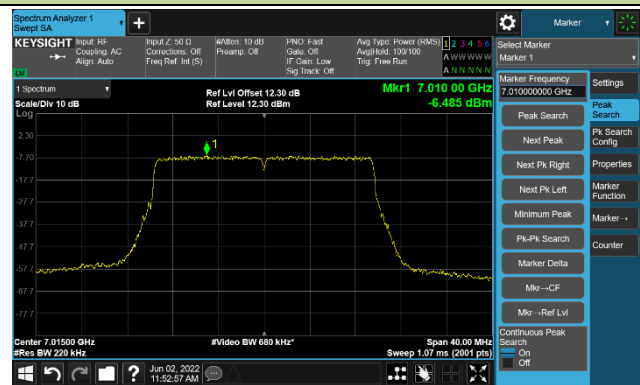 Spectrum Analyzer 1
Swept SA
+
Marker
KEYSIGHT
Input: RF
Coupling: AC
Align: Auto
Input Z: 50 Ω
Corrections: Off
Freq Ref: Int (S)
#Atten: 10 dB
Preamp: Off
PNO: Fast
Gate: Off
IF Gain: Low
Sig Track: Off
Avg Type: Power (RMS)
Avg|Hold: 100/100
Trig: Free Run
1 2 3 4 5 6
A W W W W W
A N N N N N
LXI
Select Marker
Marker 1
1 Spectrum
Scale/Div 10 dB
Log
Ref Lvl Offset 12.30 dB
Ref Level 12.30 dBm
Mkr1 7.010 00 GHz
-6.485 dBm
2.30
-7.70
-17.7
-27.7
-37.7
-47.7
-57.7
-67.7
-77.7
1
Center 7.01500 GHz
#Res BW 220 kHz
#Video BW 680 kHz*
Span 40.00 MHz
Sweep 1.07 ms (2001 pts)
Marker Frequency
7.010000000 GHz
Peak Search
Next Peak
Next Pk Right
Next Pk Left
Minimum Peak
Pk-Pk Search
Marker Delta
Mkr→CF
Mkr→Ref Lvl
Continuous Peak
Search
On
Off
Settings
Peak
Search
Pk Search
Config
Properties
Marker
Function
Marker→
Counter
?
Jun 02, 2022
11:52:57 AM